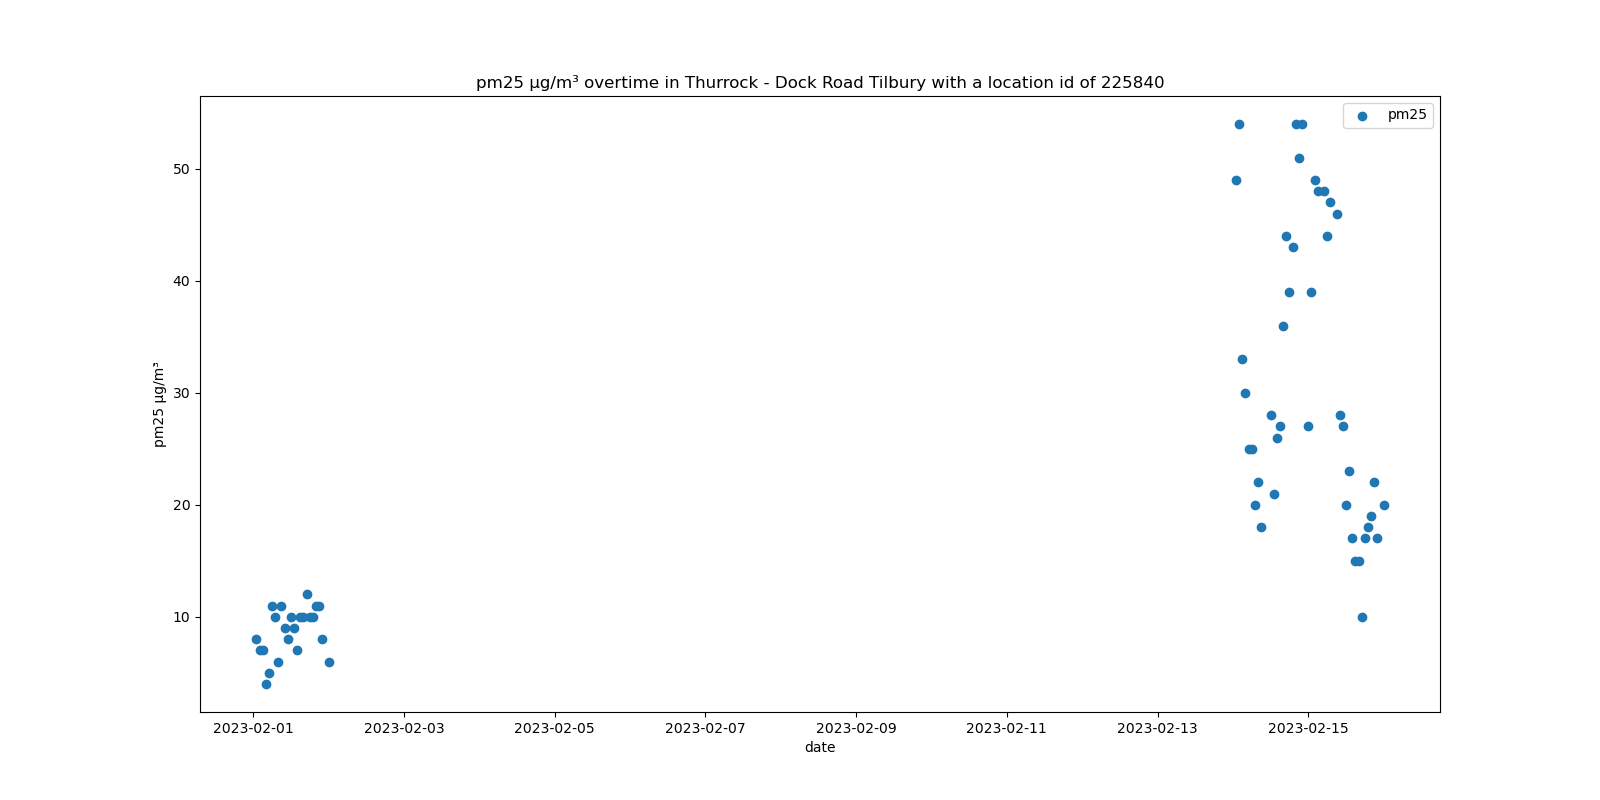 pm25 µg/m³ overtime in Thurrock - Dock Road Tilbury with a location id of 225840
pm25
50
40
30
20
10
pm25 µg/m³
2023-02-01 2023-02-03 2023-02-05 2023-02-07 2023-02-09 2023-02-11 2023-02-13 2023-02-15
date